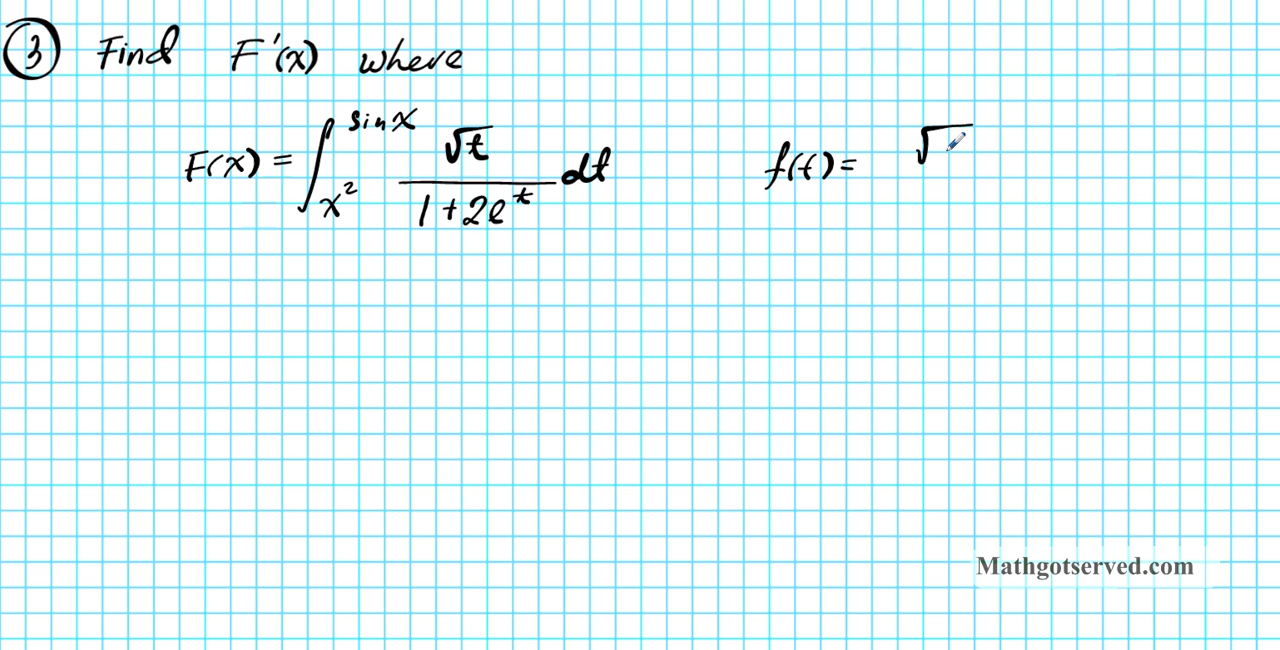 ③ Find F'(x) where
F(x) = ∫_{x²}^{sin x} √t / (1 + 2e^t) dt    f(t) = √
Mathgotserved.com